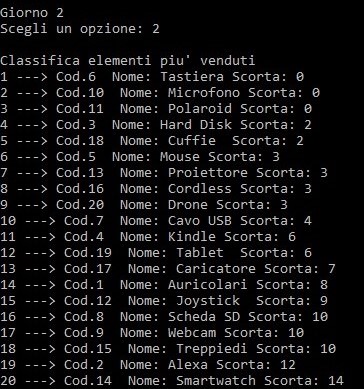 Giorno 2
Scegli un opzione: 2
Classifica elementi piu' venduti
1 ---> Cod.6  Nome: Tastiera Scorta: 0
2 ---> Cod.10  Nome: Microfono Scorta: 0
3 ---> Cod.11  Nome: Polaroid Scorta: 0
4 ---> Cod.3  Nome: Hard Disk Scorta: 2
5 ---> Cod.18  Nome: Cuffie  Scorta: 2
6 ---> Cod.5  Nome: Mouse Scorta: 3
7 ---> Cod.13  Nome: Proiettore Scorta: 3
8 ---> Cod.16  Nome: Cordless Scorta: 3
9 ---> Cod.20  Nome: Drone Scorta: 3
10 ---> Cod.7  Nome: Cavo USB Scorta: 4
11 ---> Cod.4  Nome: Kindle Scorta: 6
12 ---> Cod.19  Nome: Tablet  Scorta: 6
13 ---> Cod.17  Nome: Caricatore Scorta: 7
14 ---> Cod.1  Nome: Auricolari Scorta: 8
15 ---> Cod.12  Nome: Joystick  Scorta: 9
16 ---> Cod.8  Nome: Scheda SD Scorta: 10
17 ---> Cod.9  Nome: Webcam Scorta: 10
18 ---> Cod.15  Nome: Treppiedi Scorta: 10
19 ---> Cod.2  Nome: Alexa Scorta: 12
20 ---> Cod.14  Nome: Smartwatch Scorta: 14